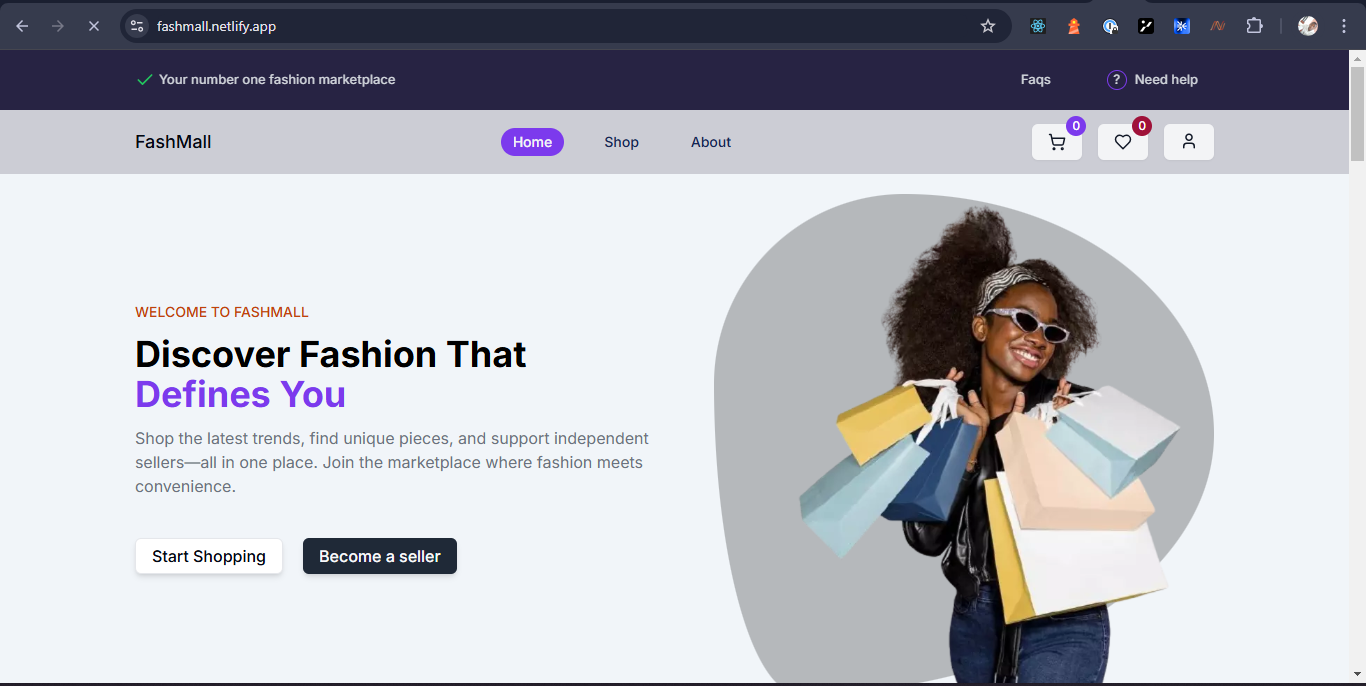 fashmall.netlify.app
Your number one fashion marketplace
Faqs
? Need help
FashMall
Home
Shop
About
0
0
WELCOME TO FASHMALL
Discover Fashion That
Defines You
Shop the latest trends, find unique pieces, and support independent
sellers—all in one place. Join the marketplace where fashion meets
convenience.
Start Shopping
Become a seller